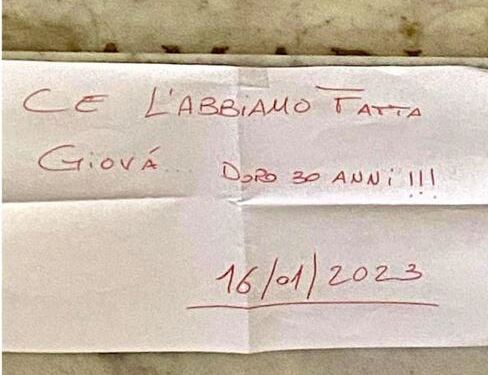 CE L'ABBIAMO FATTA
GIOVÁ DOPO 30 ANNI!!!
16/01/2023